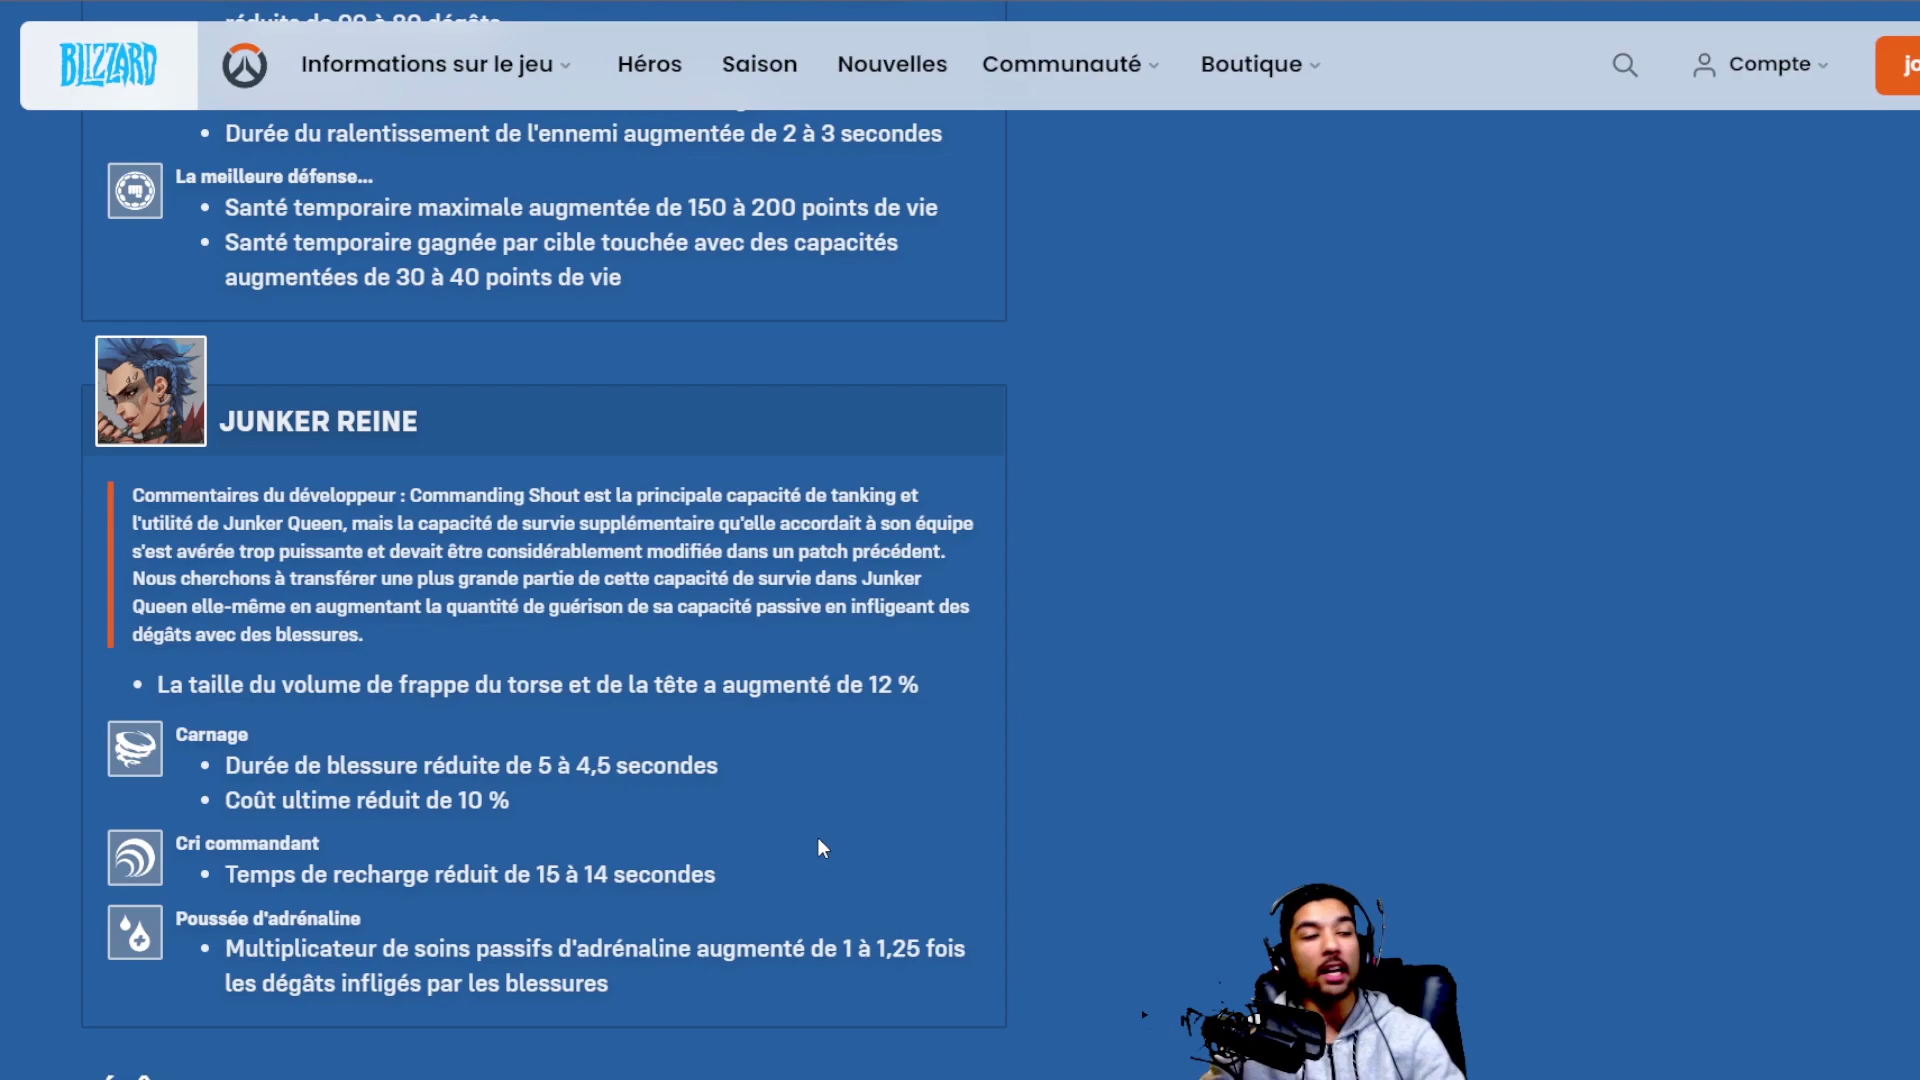 BLIZZARD
Informations sur le jeu
Héros
Saison
Nouvelles
Communauté
Boutique
Compte
Durée du ralentissement de l'ennemi augmentée de 2 à 3 secondes
La meilleure défense...
Santé temporaire maximale augmentée de 150 à 200 points de vie
Santé temporaire gagnée par cible touchée avec des capacités
augmentées de 30 à 40 points de vie
JUNKER REINE
Commentaires du développeur : Commanding Shout est la principale capacité de tanking et
l'utilité de Junker Queen, mais la capacité de survie supplémentaire qu'elle accordait à son équipe
s'est avérée trop puissante et devait être considérablement modifiée dans un patch précédent.
Nous cherchons à transférer une plus grande partie de cette capacité de survie dans Junker
Queen elle-même en augmentant la quantité de guérison de sa capacité passive en infligeant des
dégâts avec des blessures.
• La taille du volume de frappe du torse et de la tête a augmenté de 12 %
Carnage
• Durée de blessure réduite de 5 à 4,5 secondes
• Coût ultime réduit de 10 %
Cri commandant
• Temps de recharge réduit de 15 à 14 secondes
Poussée d'adrénaline
• Multiplicateur de soins passifs d'adrénaline augmenté de 1 à 1,25 fois
les dégâts infligés par les blessures